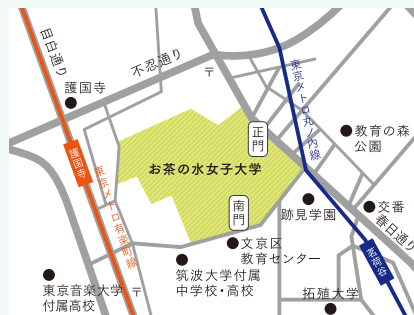 目白通り
不忍通り
〒
護国寺
東京メトロ丸ノ内線
正門
教育の森
公園
護国寺
お茶の水女子大学
東京メトロ有楽町線
南門
跡見学園
交番
春日通り
文京区
教育センター
茗荷谷
筑波大学付属
中学校・高校
東京音楽大学
付属高校
〒
拓殖大学